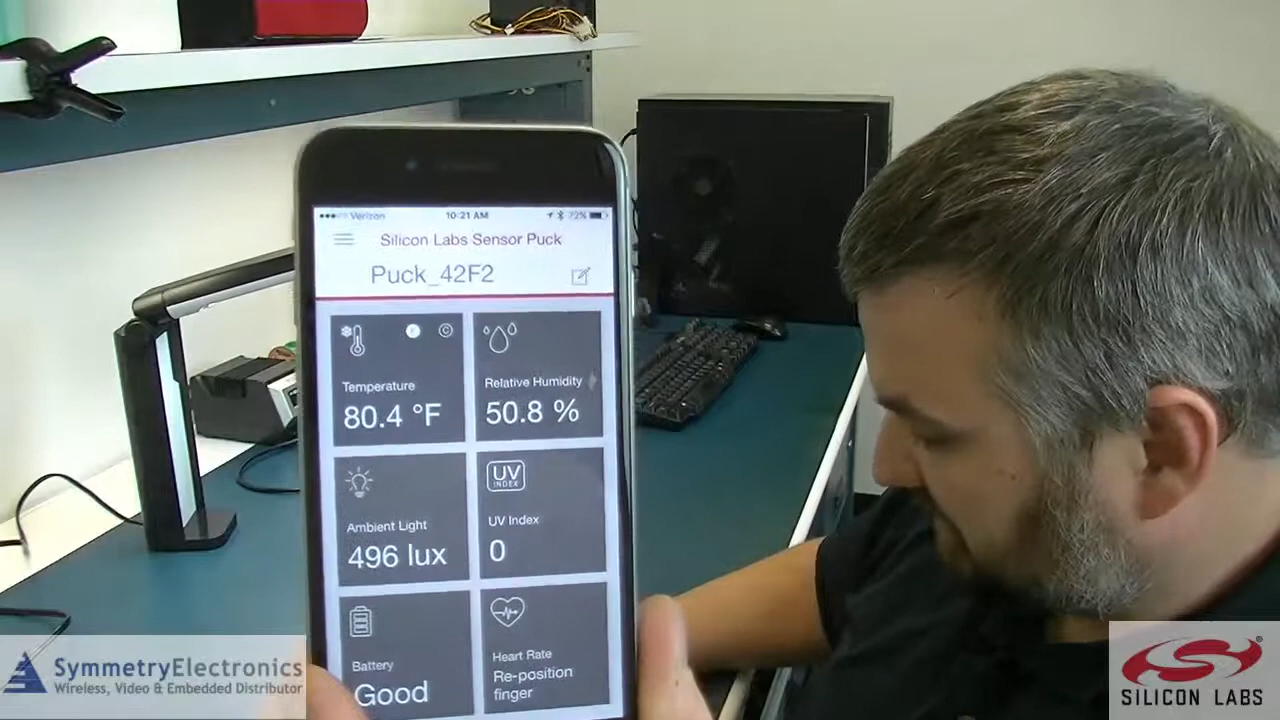 Verizon 10:21 AM 72%
Silicon Labs Sensor Puck
Puck_42F2
C
Temperature
80.4 °F
Relative Humidity
50.8 %
Ambient Light
496 lux
UV
INDEX
UV Index
0
Battery
Good
Heart Rate
Re-position
finger
SymmetryElectronics
Wireless, Video & Embedded Distributor
SILICON LABS